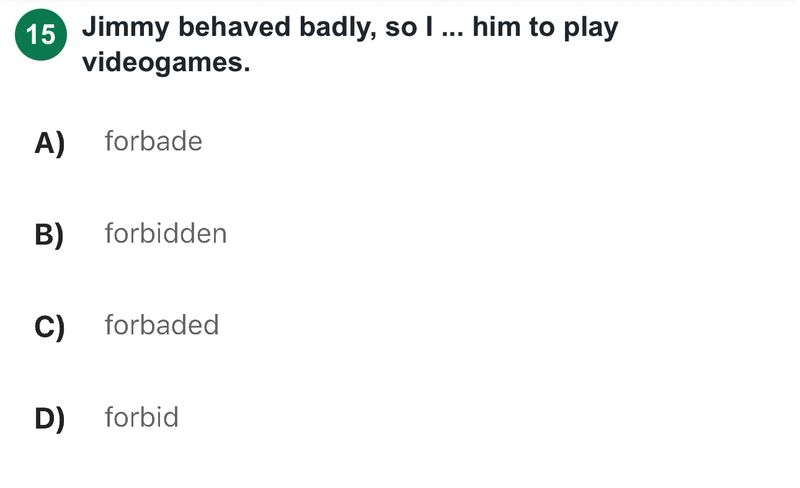 15 Jimmy behaved badly, so I ... him to play
videogames.
A) forbade
B) forbidden
C) forbaded
D) forbid